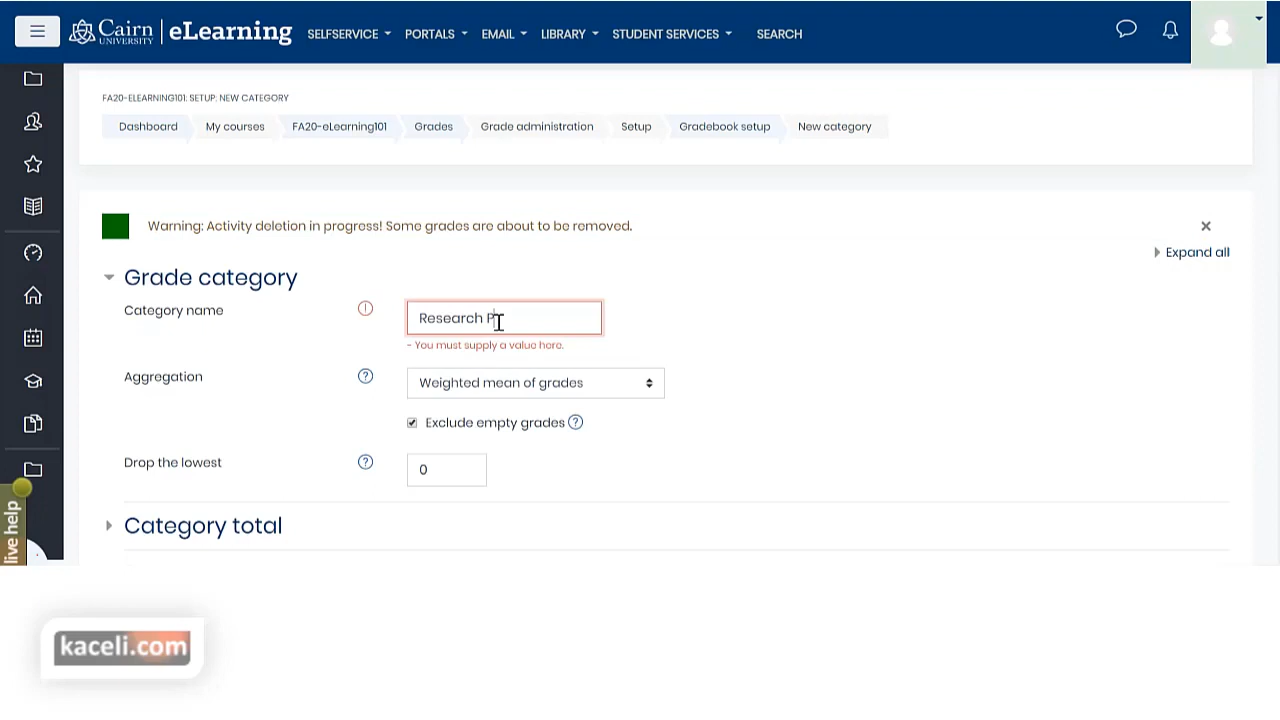 Cairn UNIVERSITY | eLearning SELFSERVICE PORTALS EMAIL LIBRARY STUDENT SERVICES SEARCH
FA20-ELEARNING101: SETUP: NEW CATEGORY
Dashboard My courses FA20-eLearning101 Grades Grade administration Setup Gradebook setup New category
Warning: Activity deletion in progress! Some grades are about to be removed. ×
Expand all
Grade category
Category name Research P
- You must supply a value here.
Aggregation ? Weighted mean of grades
Exclude empty grades ?
Drop the lowest ? 0
Category total
live help
kaceli.com